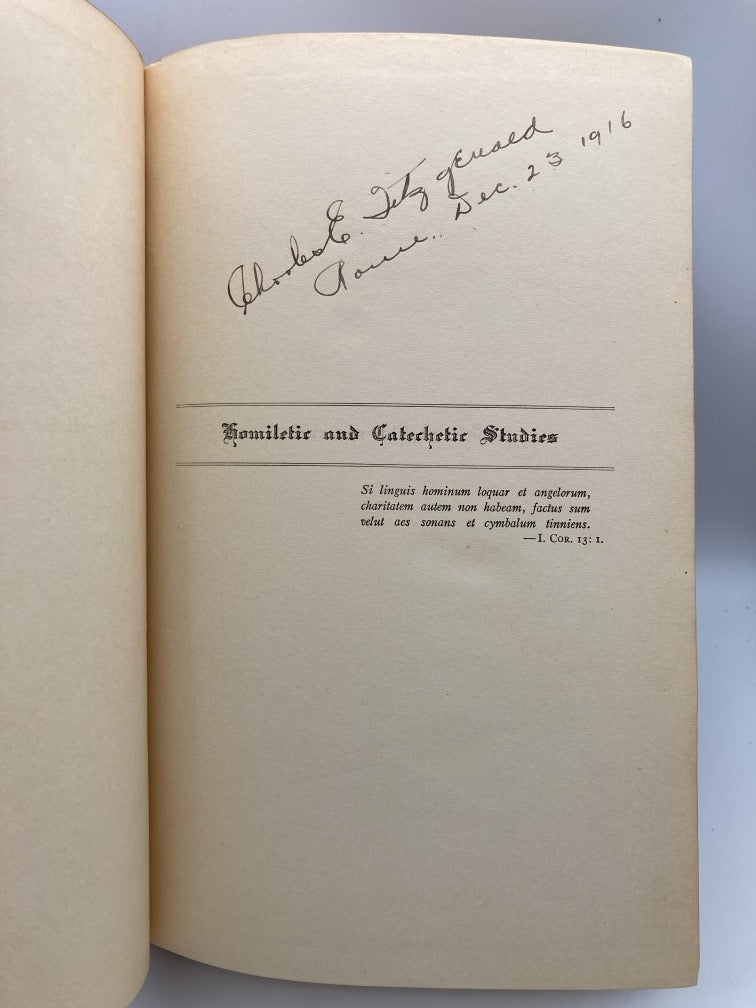 Charles E. Fitzgerald
Rome. Dec. 23 1916
Homiletic and Catechetic Studies
Si linguis hominum loquar et angelorum,
charitatem autem non habeam, factus sum
velut aes sonans et cymbalum tinniens.
—I. Cor. 13: 1.